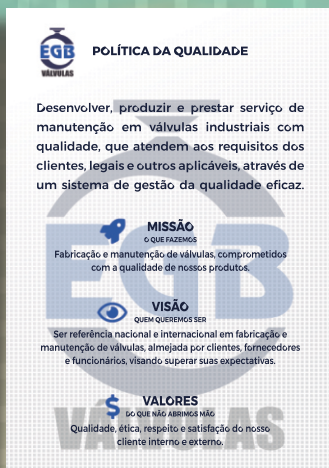 EGB
VÁLVULAS
POLÍTICA DA QUALIDADE
Desenvolver, produzir e prestar serviço de
manutenção em válvulas industriais com
qualidade, que atendem aos requisitos dos
clientes, legais e outros aplicáveis, através de
um sistema de gestão da qualidade eficaz.
EGB
MISSÃO
O QUE FAZEMOS
Fabricação e manutenção de válvulas, comprometidos
com a qualidade de nossos produtos.
VISÃO
QUEM QUEREMOS SER
Ser referência nacional e internacional em fabricação e
manutenção de válvulas, almejada por clientes, fornecedores
e funcionários, visando superar suas expectativas.
$
VALORES
DO QUE NÃO ABRIMOS MÃO
VÁLVULAS
Qualidade, ética, respeito e satisfação do nosso
cliente interno e externo.